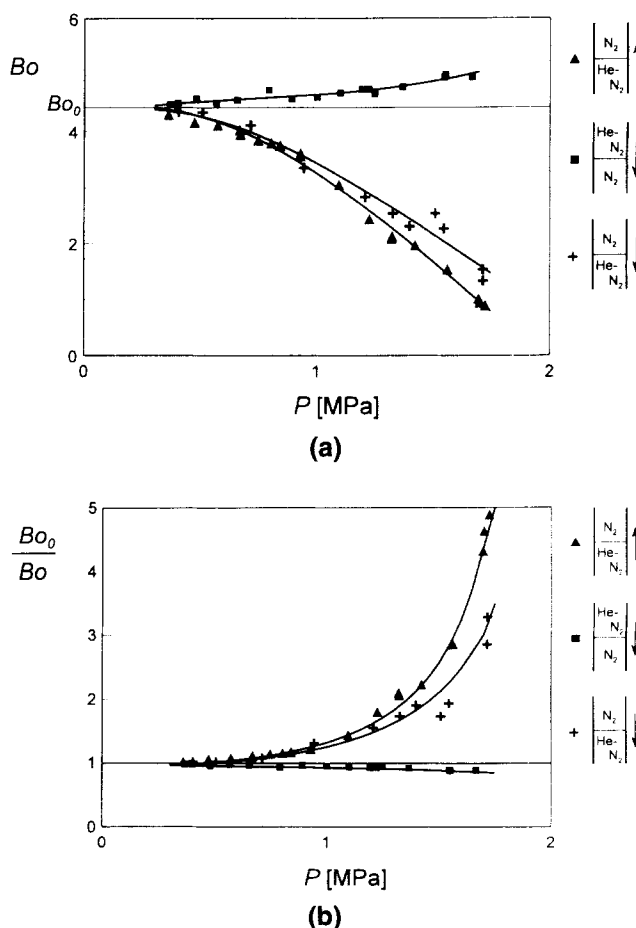 6
Bo
Bo₀
4
2
0
0
1
2
P [MPa]
(a)
▲ N₂
He-
N₂
■ He-
N₂
N₂
+ N₂
He-
N₂
5
Bo₀
Bo
4
3
2
1
0
0
1
2
P [MPa]
(b)
▲ N₂
He-
N₂
■ He-
N₂
N₂
+ N₂
He-
N₂